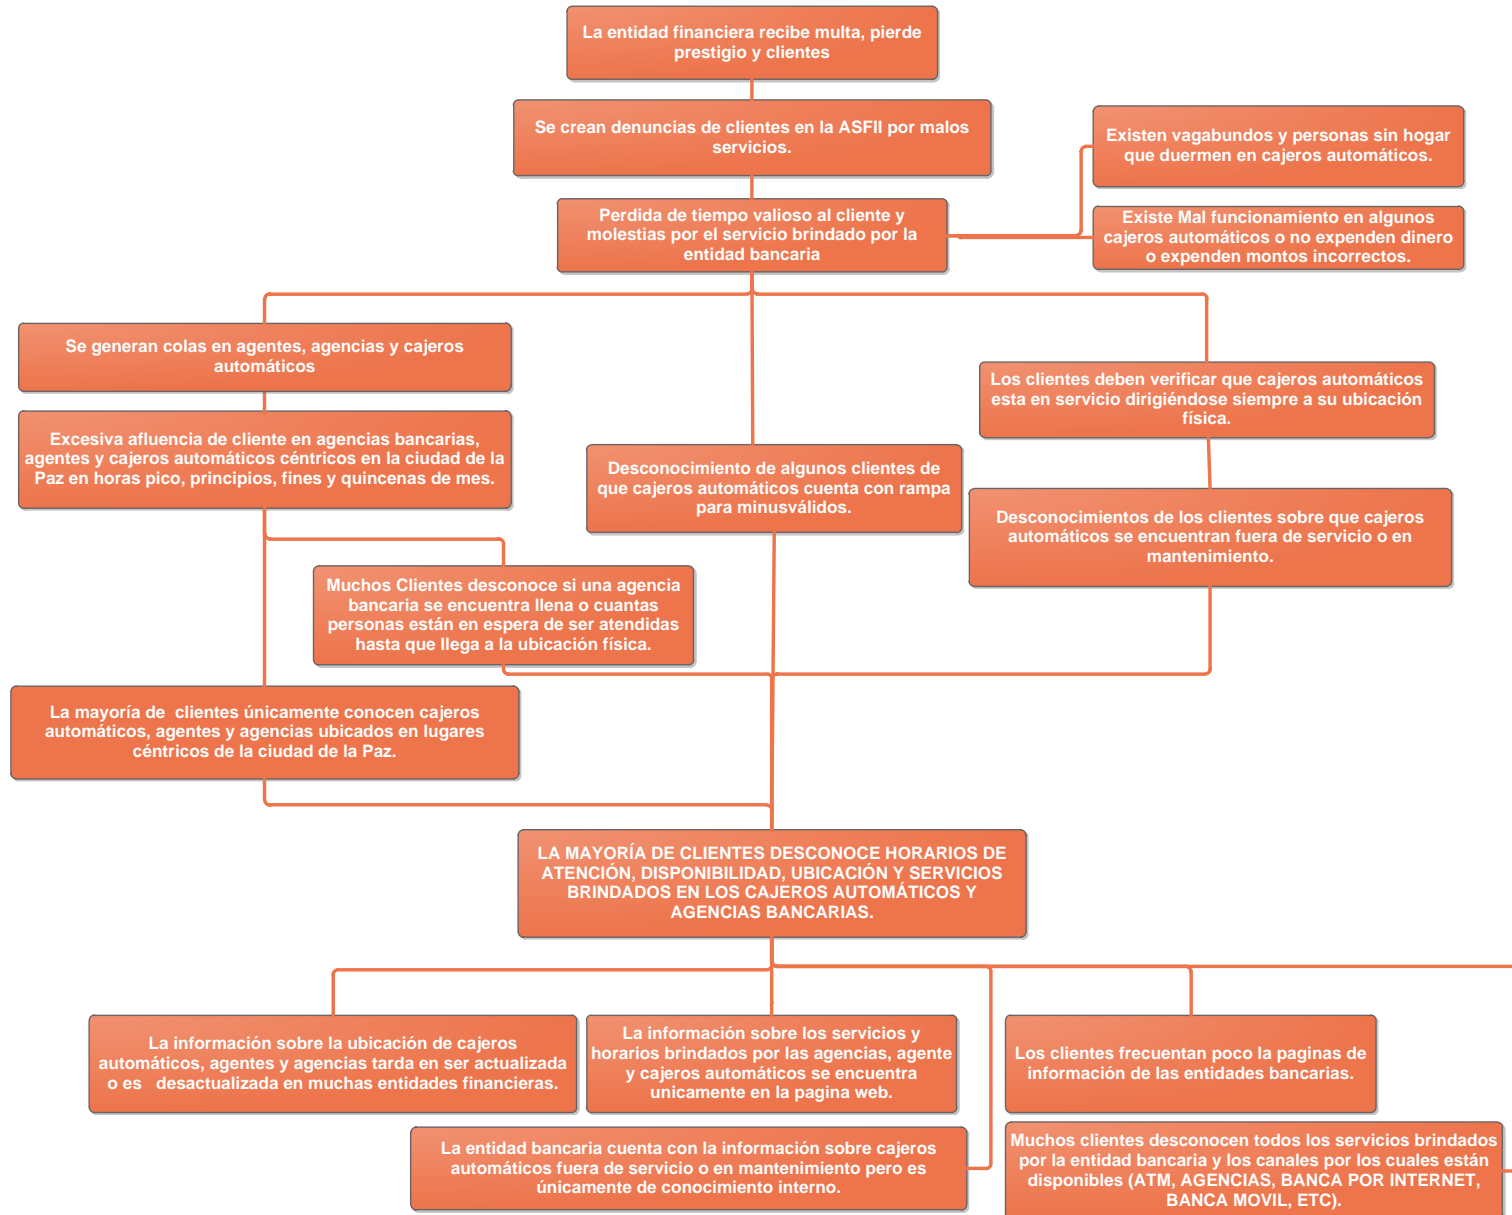 La entidad financiera recibe multa, pierde
prestigio y clientes
Se crean denuncias de clientes en la ASFII por malos
servicios.
Existen vagabundos y personas sin hogar
que duermen en cajeros automáticos.
Perdida de tiempo valioso al cliente y
molestias por el servicio brindado por la
entidad bancaria
Existe Mal funcionamiento en algunos
cajeros automáticos o no expenden dinero
o expenden montos incorrectos.
Se generan colas en agentes, agencias y cajeros
automáticos
Los clientes deben verificar que cajeros automáticos
esta en servicio dirigiéndose siempre a su ubicación
física.
Excesiva afluencia de cliente en agencias bancarias,
agentes y cajeros automáticos céntricos en la ciudad de la
Paz en horas pico, principios, fines y quincenas de mes.
Desconocimiento de algunos clientes de
que cajeros automáticos cuenta con rampa
para minusválidos.
Desconocimientos de los clientes sobre que cajeros
automáticos se encuentran fuera de servicio o en
mantenimiento.
Muchos Clientes desconoce si una agencia
bancaria se encuentra llena o cuantas
personas están en espera de ser atendidas
hasta que llega a la ubicación física.
La mayoría de  clientes únicamente conocen cajeros
automáticos, agentes y agencias ubicados en lugares
céntricos de la ciudad de la Paz.
LA MAYORÍA DE CLIENTES DESCONOCE HORARIOS DE
ATENCIÓN, DISPONIBILIDAD, UBICACIÓN Y SERVICIOS
BRINDADOS EN LOS CAJEROS AUTOMÁTICOS Y
AGENCIAS BANCARIAS.
La información sobre la ubicación de cajeros
automáticos, agentes y agencias tarda en ser actualizada
o es   desactualizada en muchas entidades financieras.
La información sobre los servicios y
horarios brindados por las agencias, agente
y cajeros automáticos se encuentra
unicamente en la pagina web.
Los clientes frecuentan poco la paginas de
información de las entidades bancarias.
La entidad bancaria cuenta con la información sobre cajeros
automáticos fuera de servicio o en mantenimiento pero es
únicamente de conocimiento interno.
Muchos clientes desconocen todos los servicios brindados
por la entidad bancaria y los canales por los cuales están
disponibles (ATM, AGENCIAS, BANCA POR INTERNET,
BANCA MOVIL, ETC).